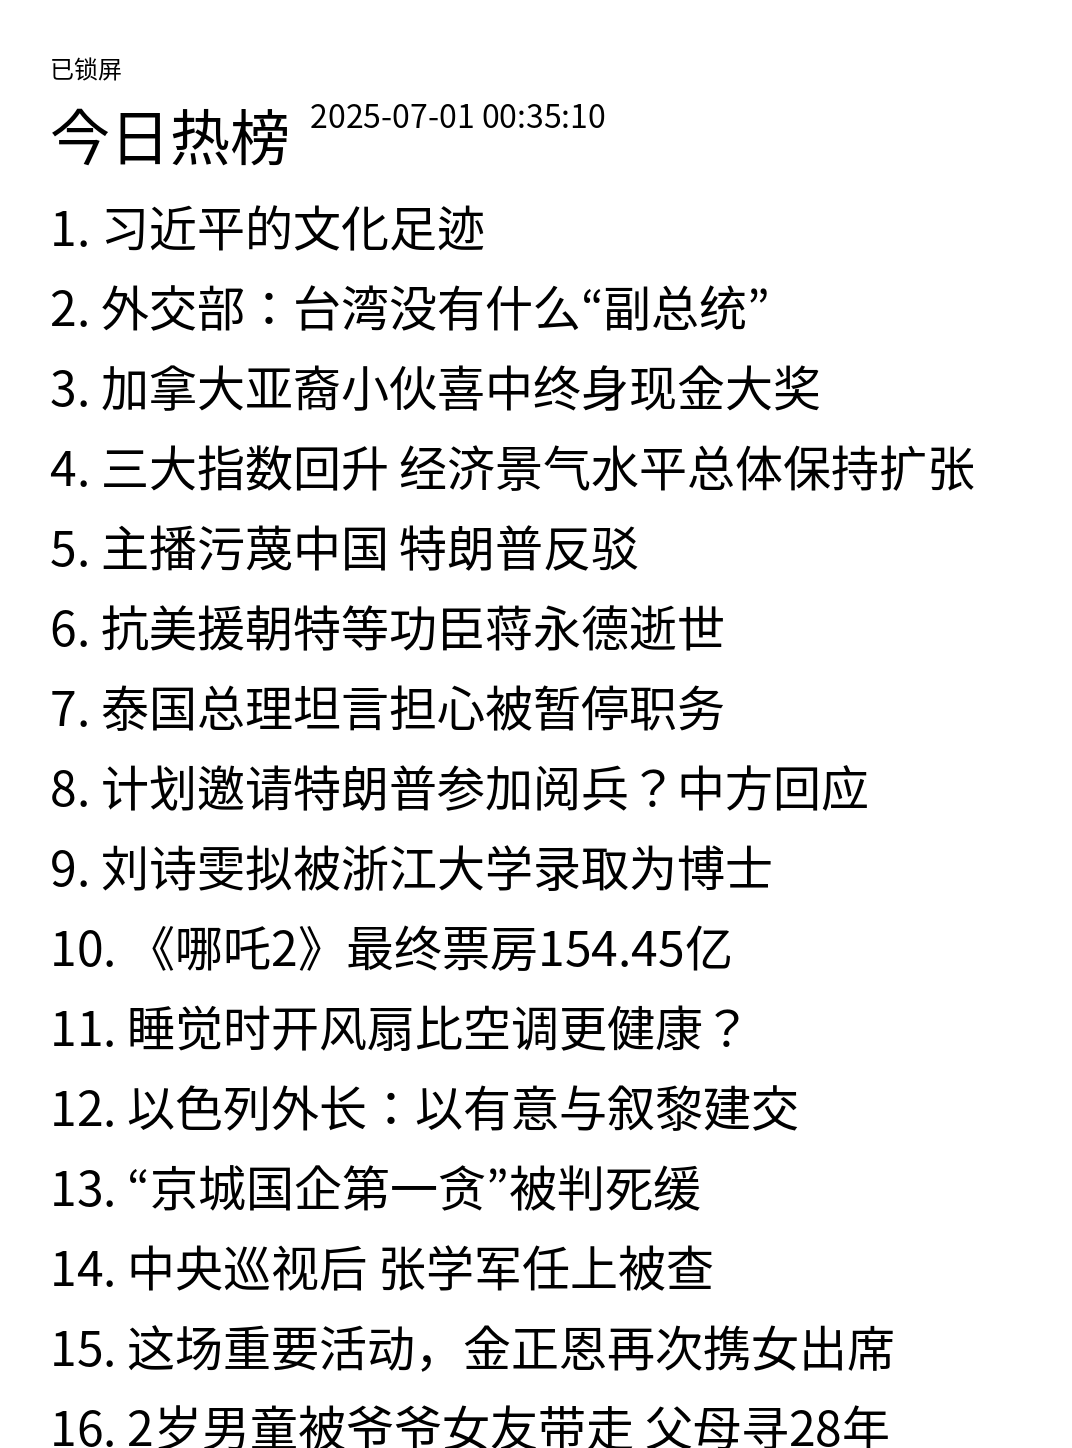 已锁屏
今日热榜 2025-07-01 00:35:10
1. 习近平的文化足迹
2. 外交部：台湾没有什么“副总统”
3. 加拿大亚裔小伙喜中终身现金大奖
4. 三大指数回升 经济景气水平总体保持扩张
5. 主播污蔑中国 特朗普反驳
6. 抗美援朝特等功臣蒋永德逝世
7. 泰国总理坦言担心被暂停职务
8. 计划邀请特朗普参加阅兵？中方回应
9. 刘诗雯拟被浙江大学录取为博士
10. 《哪吒2》最终票房154.45亿
11. 睡觉时开风扇比空调更健康？
12. 以色列外长：以有意与叙黎建交
13. “京城国企第一贪”被判死缓
14. 中央巡视后 张学军任上被查
15. 这场重要活动，金正恩再次携女出席
16. 2岁男童被爷爷女友带走 父母寻28年